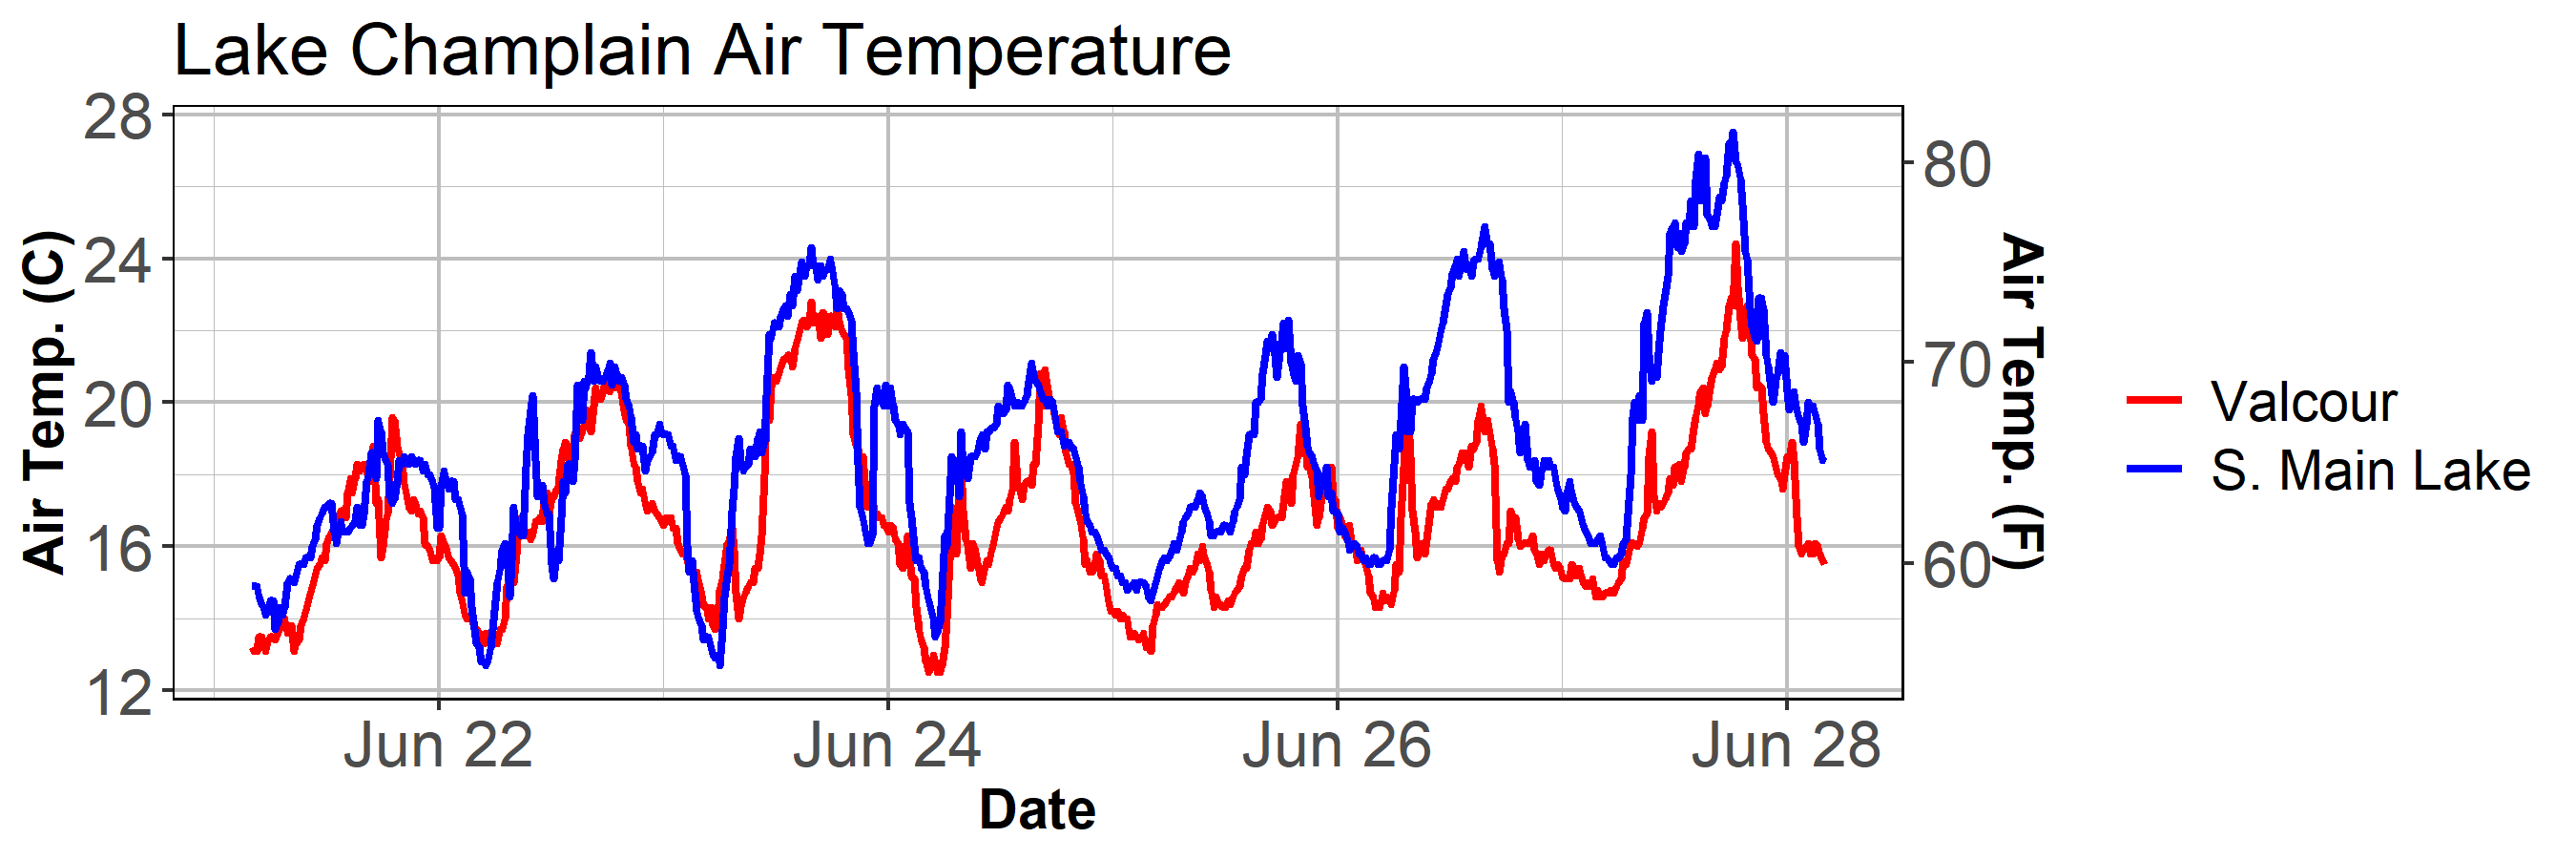 Lake Champlain Air Temperature
Air Temp. (C)
28
24
20
16
12
80
70
60
Air Temp. (F)
Jun 22 Jun 24 Jun 26 Jun 28
Date
Valcour
S. Main Lake